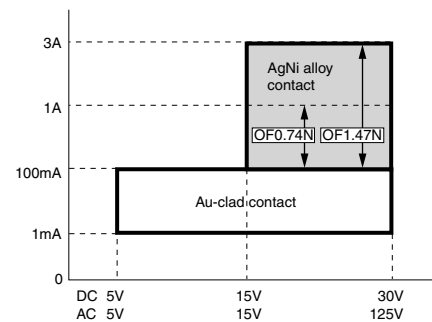 3A
AgNi alloy
contact
1A
OF0.74N OF1.47N
100mA
Au-clad contact
1mA
0
DC 5V 15V 30V
AC 5V 15V 125V